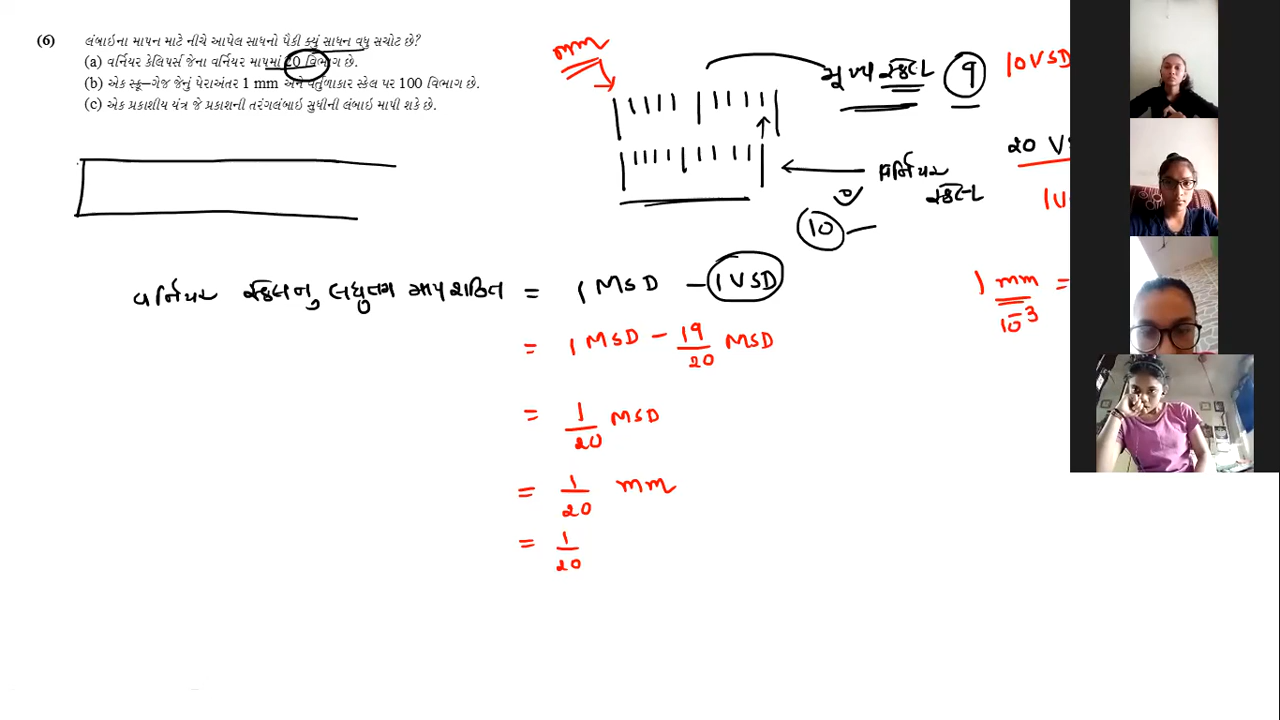 (6) લંબાઈના માપન માટે નીચે આપેલ સાધનો પૈકી ક્યું સાધન વધુ સચોટ છે?
(a) વર્નિયર કેલિપર્સ જેના વર્નિયર માપમાં 20 વિભાગ છે.
(b) એક સ્ક્રૂ-ગેજ જેનું પેચઅંતર 1 mm અને વર્તુળાકાર સ્કેલ પર 100 વિભાગ છે.
(c) એક પ્રકાશીય યંત્ર જે પ્રકાશની તરંગલંબાઈ સુધીની લંબાઈ માપી શકે છે.
mm
મુખ્ય સ્કેલ 9 10 VSD
વર્નિયર સ્કેલ
20 VS
10
વર્નિયર સ્કેલનુ લઘુતમ માપશક્તિ = 1 MSD - 1 VSD
1 mm =
10-3
= 1 MSD - 19/20 MSD
= 1/20 MSD
= 1/20 mm
= 1/20